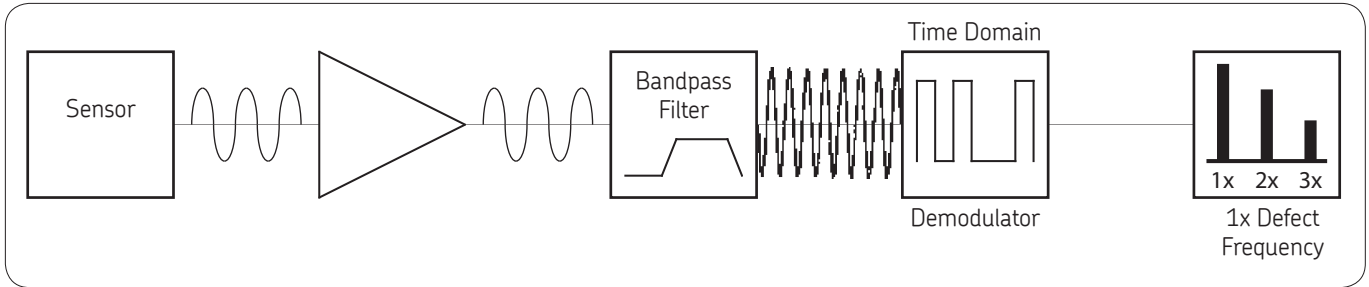 Sensor
Bandpass
Filter
Time Domain
Demodulator
1x 2x 3x
1x Defect
Frequency